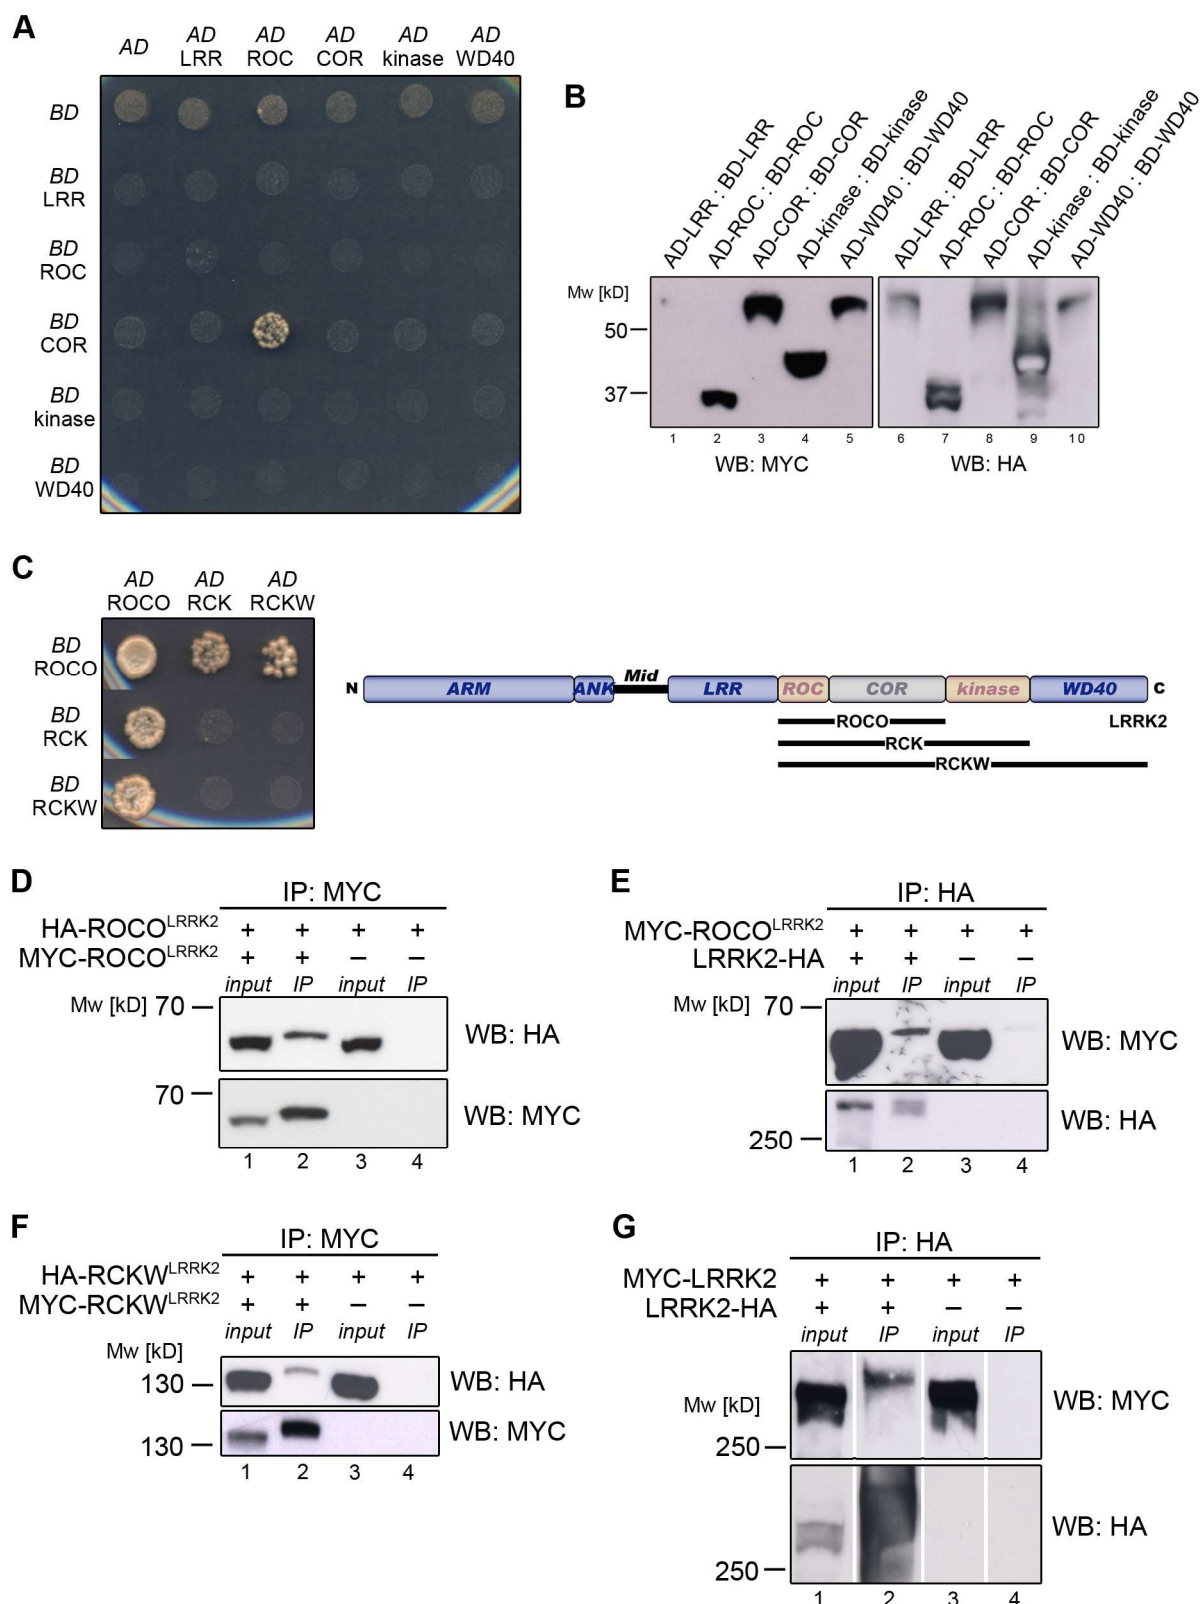 A
AD AD AD AD AD AD
LRR ROC COR kinase WD40
BD
BD
LRR
BD
ROC
BD
COR
BD
kinase
BD
WD40
B
AD-LRR : BD-LRR
AD-ROC : BD-ROC
AD-COR : BD-COR
AD-kinase : BD-kinase
AD-WD40 : BD-WD40
AD-LRR : BD-LRR
AD-ROC : BD-ROC
AD-COR : BD-COR
AD-kinase : BD-kinase
AD-WD40 : BD-WD40
Mw [kD]
50
37
1 2 3 4 5 6 7 8 9 10
WB: MYC WB: HA
C
AD AD AD
ROCO RCK RCKW
BD
ROCO
BD
RCK
BD
RCKW
Mid
N ARM ANK LRR ROC COR kinase WD40 C
ROCO LRRK2
RCK
RCKW
D
IP: MYC
HA-ROCO^LRRK2 + + + +
MYC-ROCO^LRRK2 + + – –
input IP input IP
Mw [kD] 70
WB: HA
70
WB: MYC
1 2 3 4
E
IP: HA
MYC-ROCO^LRRK2 + + + +
LRRK2-HA + + – –
input IP input IP
Mw [kD] 70
WB: MYC
WB: HA
250
1 2 3 4
F
IP: MYC
HA-RCKW^LRRK2 + + + +
MYC-RCKW^LRRK2 + + – –
input IP input IP
Mw [kD]
130 WB: HA
WB: MYC
130
1 2 3 4
G
IP: HA
MYC-LRRK2 + + + +
LRRK2-HA + + – –
input IP input IP
WB: MYC
Mw [kD]
250
WB: HA
250
1 2 3 4